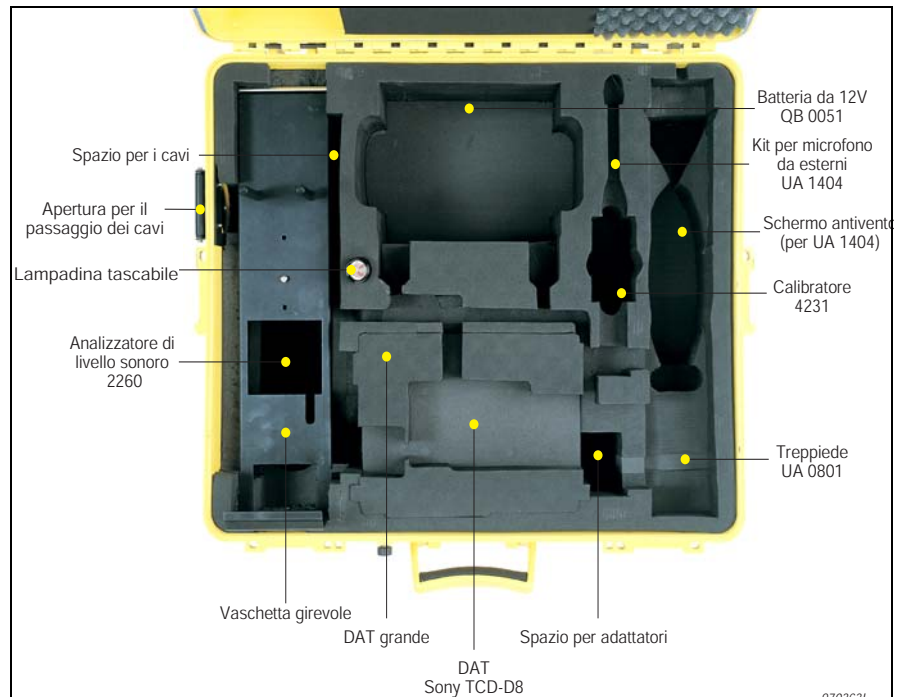 Spazio per i cavi
Apertura per il
passaggio dei cavi
Lampadina tascabile
Analizzatore di
livello sonoro
2260
Vaschetta girevole
DAT grande
DAT
Sony TCD-D8
Spazio per adattatori
Batteria da 12V
QB 0051
Kit per microfono
da esterni
UA 1404
Schermo antivento
(per UA 1404)
Calibratore
4231
Treppiede
UA 0801